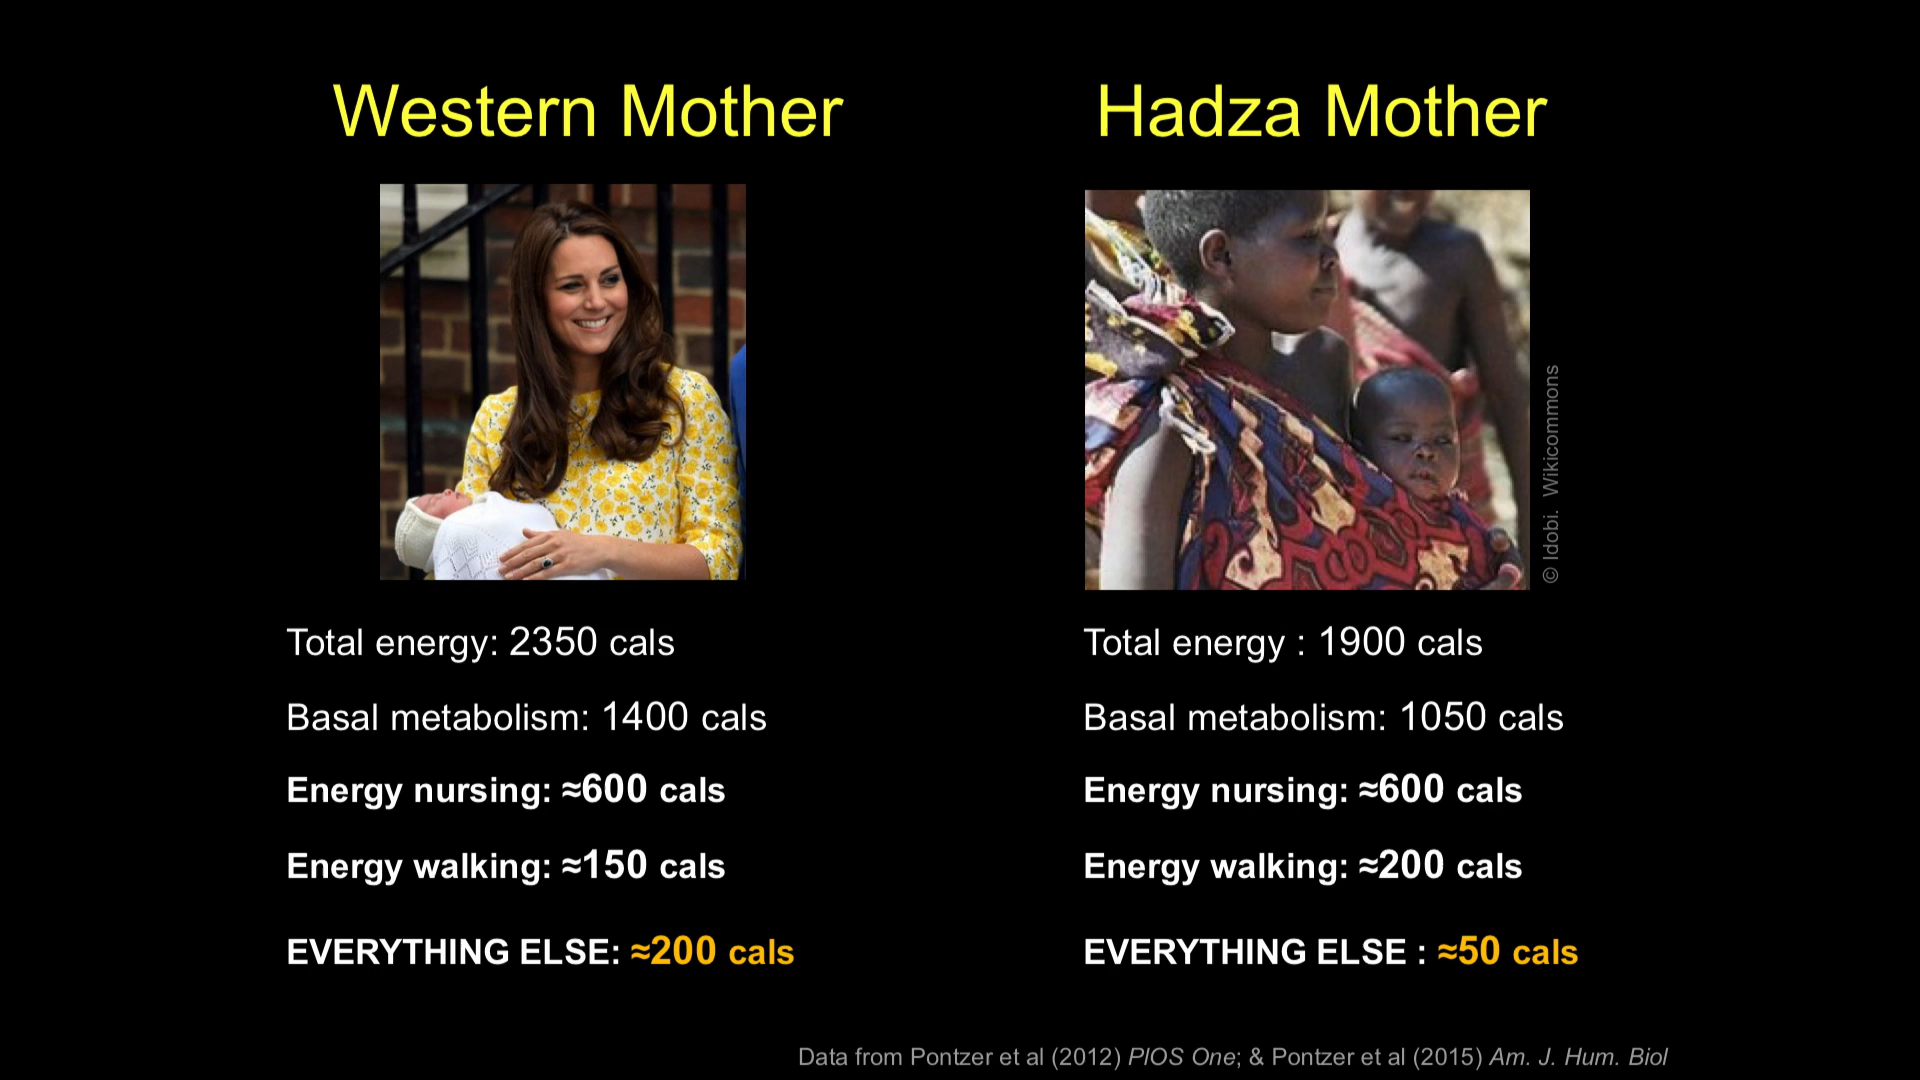 Western Mother
Hadza Mother
© Idobi. Wikicommons
Total energy: 2350 cals
Basal metabolism: 1400 cals
Energy nursing: ≈600 cals
Energy walking: ≈150 cals
EVERYTHING ELSE: ≈200 cals
Total energy : 1900 cals
Basal metabolism: 1050 cals
Energy nursing: ≈600 cals
Energy walking: ≈200 cals
EVERYTHING ELSE : ≈50 cals
Data from Pontzer et al (2012) PlOS One; & Pontzer et al (2015) Am. J. Hum. Biol